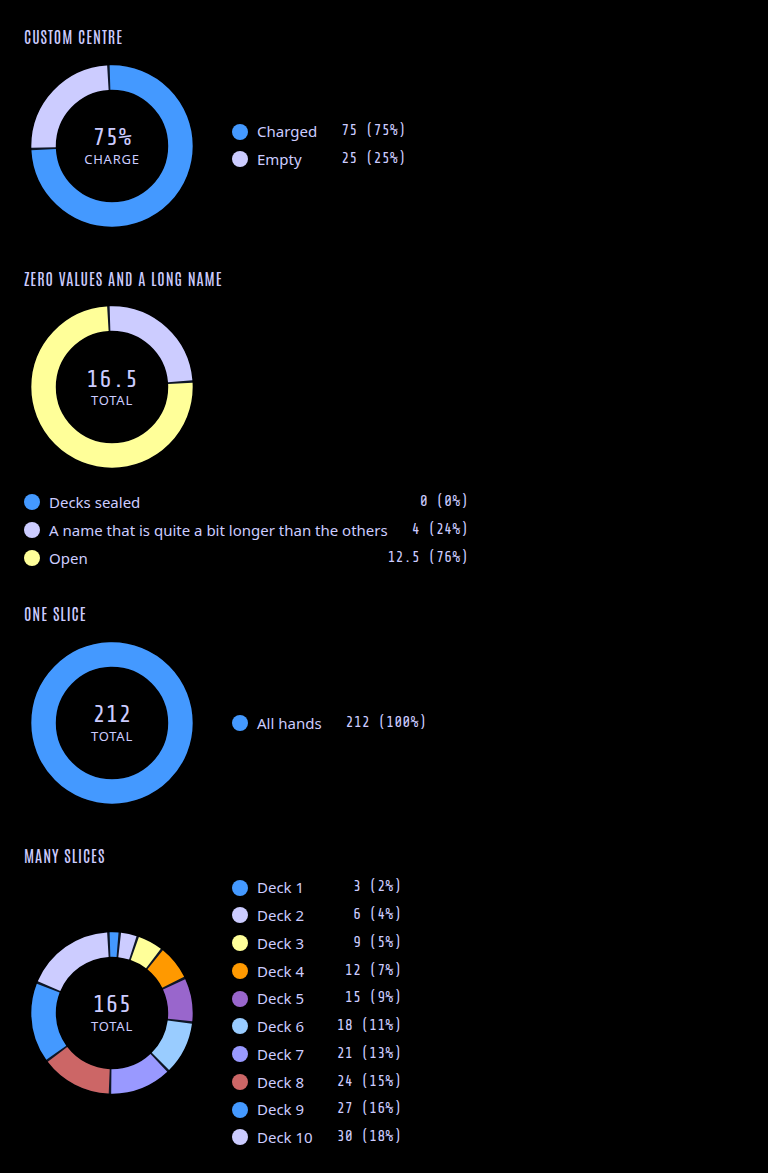 CUSTOM CENTRE
75%
CHARGE
Charged 75 (75%)
Empty 25 (25%)
ZERO VALUES AND A LONG NAME
16.5
TOTAL
Decks sealed 0 (0%)
A name that is quite a bit longer than the others 4 (24%)
Open 12.5 (76%)
ONE SLICE
212
TOTAL
All hands 212 (100%)
MANY SLICES
165
TOTAL
Deck 1 3 (2%)
Deck 2 6 (4%)
Deck 3 9 (5%)
Deck 4 12 (7%)
Deck 5 15 (9%)
Deck 6 18 (11%)
Deck 7 21 (13%)
Deck 8 24 (15%)
Deck 9 27 (16%)
Deck 10 30 (18%)